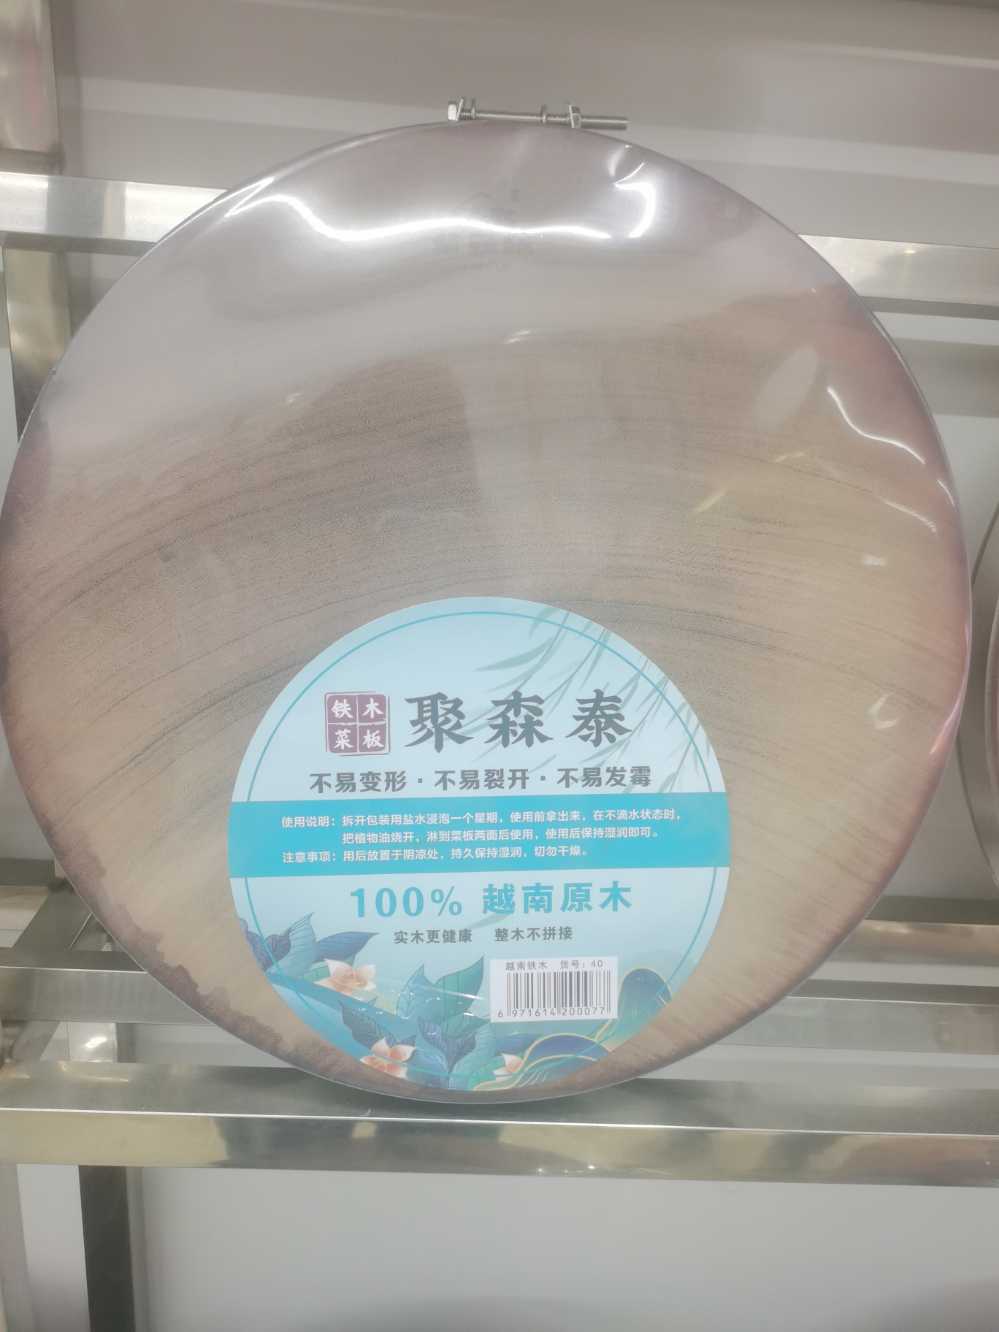 铁木
菜板
聚森泰
不易变形·不易裂开·不易发霉
使用说明：拆开包装用盐水浸泡一个星期，使用前拿出来，在不滴水状态时，
把植物油烧开，淋到菜板两面后使用，使用后保持湿润即可。
注意事项：用后放置于阴凉处，持久保持湿润，切勿干燥。
100% 越南原木
实木更健康 整木不拼接
越南铁木 货号：40
6 971614 200077